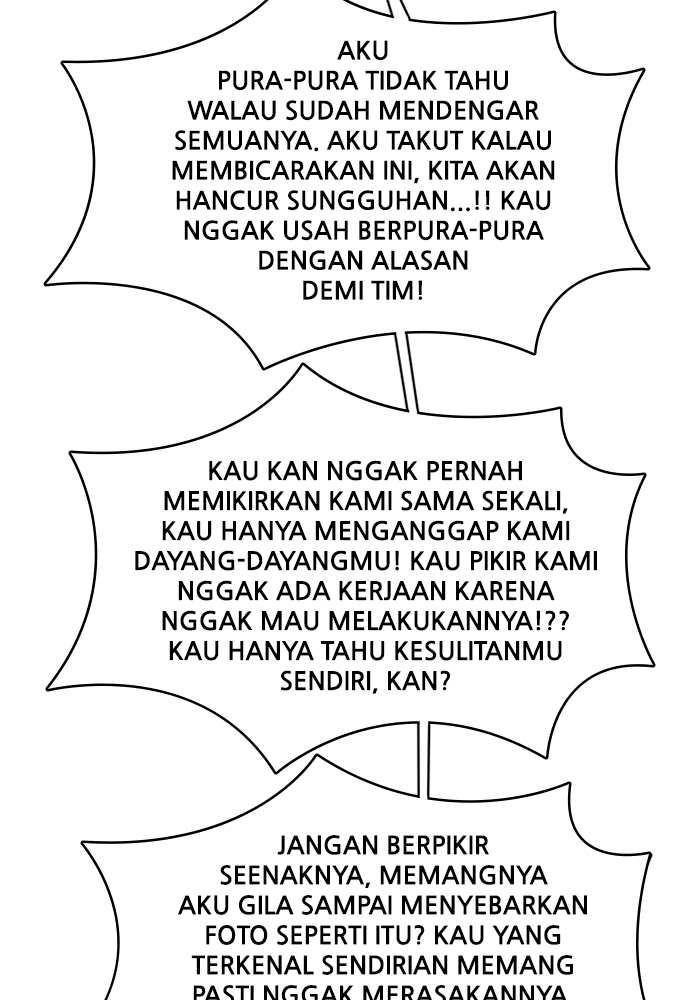 AKU
PURA-PURA TIDAK TAHU
WALAU SUDAH MENDENGAR
SEMUANYA. AKU TAKUT KALAU
MEMBICARAKAN INI, KITA AKAN
HANCUR SUNGGUHAN...!! KAU
NGGAK USAH BERPURA-PURA
DENGAN ALASAN
DEMI TIM!
KAU KAN NGGAK PERNAH
MEMIKIRKAN KAMI SAMA SEKALI,
KAU HANYA MENGANGGAP KAMI
DAYANG-DAYANGMU! KAU PIKIR KAMI
NGGAK ADA KERJAAN KARENA
NGGAK MAU MELAKUKANNYA!??
KAU HANYA TAHU KESULITANMU
SENDIRI, KAN?
JANGAN BERPIKIR
SEENAKNYA, MEMANGNYA
AKU GILA SAMPAI MENYEBARKAN
FOTO SEPERTI ITU? KAU YANG
TERKENAL SENDIRIAN MEMANG
PASTI NGGAK MERASAKANNYA